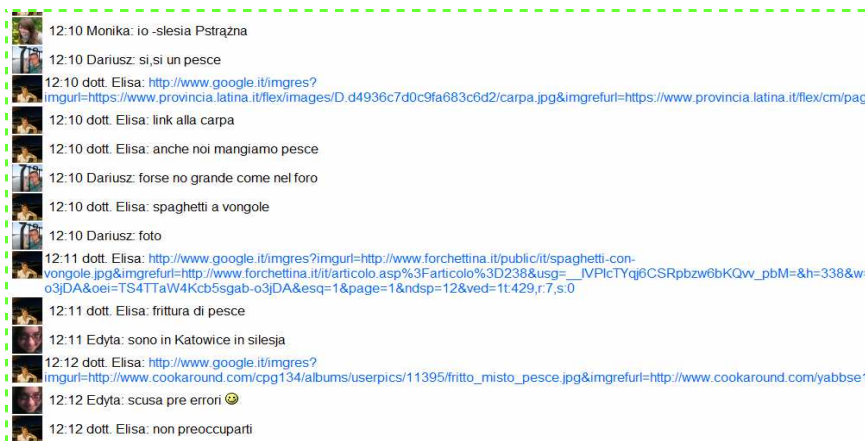 12:10 Monika: io -slesia Pstrążna
12:10 Dariusz: si,si un pesce
12:10 dott. Elisa: http://www.google.it/imgres?
imgurl=https://www.provincia.latina.it/flex/images/D.d4936c7d0c9fa683c6d2/carpa.jpg&imgrefurl=https://www.provincia.latina.it/flex/cm/pag
12:10 dott. Elisa: link alla carpa
12:10 dott. Elisa: anche noi mangiamo pesce
12:10 Dariusz: forse no grande come nel foro
12:10 dott. Elisa: spaghetti a vongole
12:10 Dariusz: foto
12:11 dott. Elisa: http://www.google.it/imgres?imgurl=http://www.forchettina.it/public/it/spaghetti-con-
vongole.jpg&imgrefurl=http://www.forchettina.it/it/articolo.asp%3Farticolo%3D238&usg=__IVPlcTYqj6CSRpbzw6bKQvv_pbM=&h=338&w=
o3jDA&oei=TS4TTaW4Kcb5sgab-o3jDA&esq=1&page=1&ndsp=12&ved=1t:429,r:7,s:0
12:11 dott. Elisa: frittura di pesce
12:11 Edyta: sono in Katowice in silesja
12:12 dott. Elisa: http://www.google.it/imgres?
imgurl=http://www.cookaround.com/cpg134/albums/userpics/11395/fritto_misto_pesce.jpg&imgrefurl=http://www.cookaround.com/yabbse1
12:12 Edyta: scusa pre errori
12:12 dott. Elisa: non preoccuparti